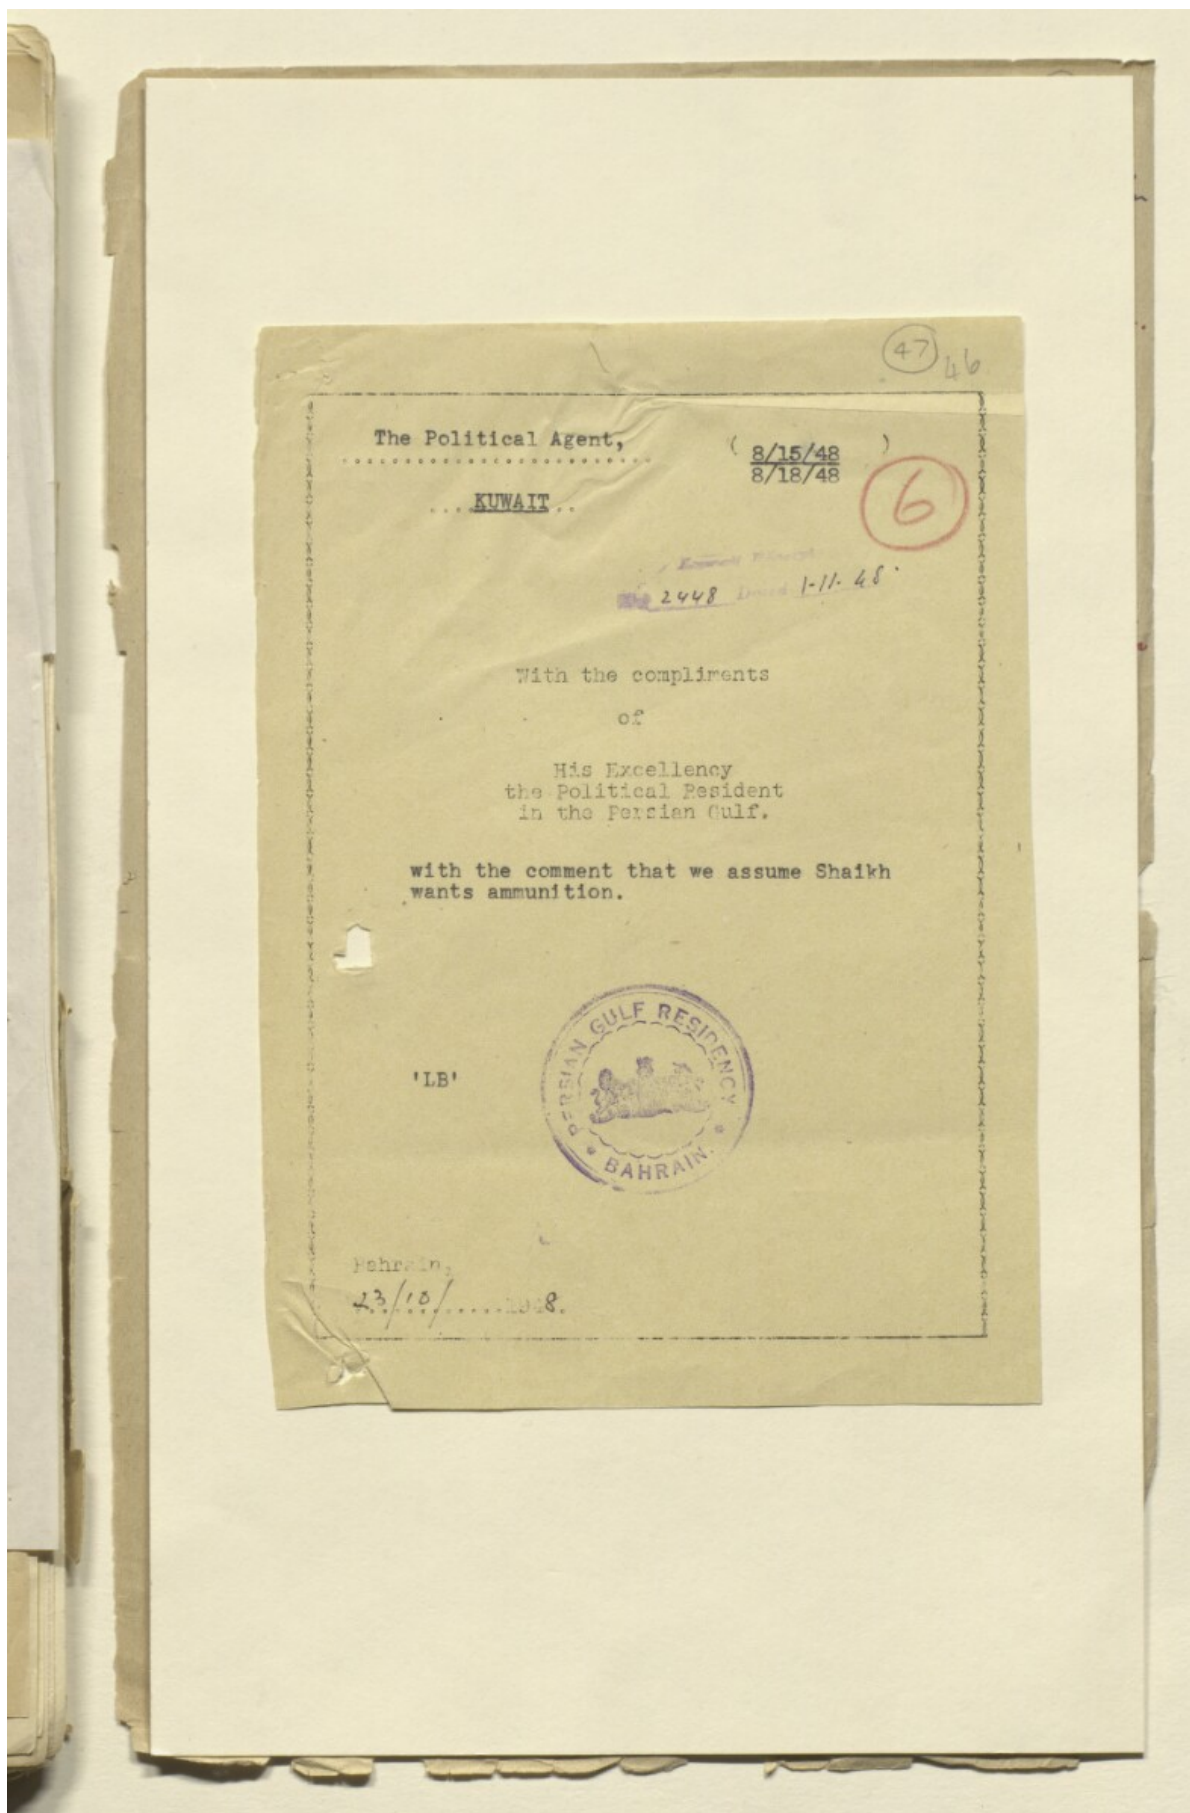 47
46
The Political Agent,
( 8/15/48 )
8/18/48
KUWAIT
6
2448 Dated 1-11-48
With the compliments
of
His Excellency
the Political Resident
in the Persian Gulf.
with the comment that we assume Shaikh
wants ammunition.
PERSIAN GULF RESIDENCY
* BAHRAIN. *
'LB'
Bahrain,
23/10/ 1948.